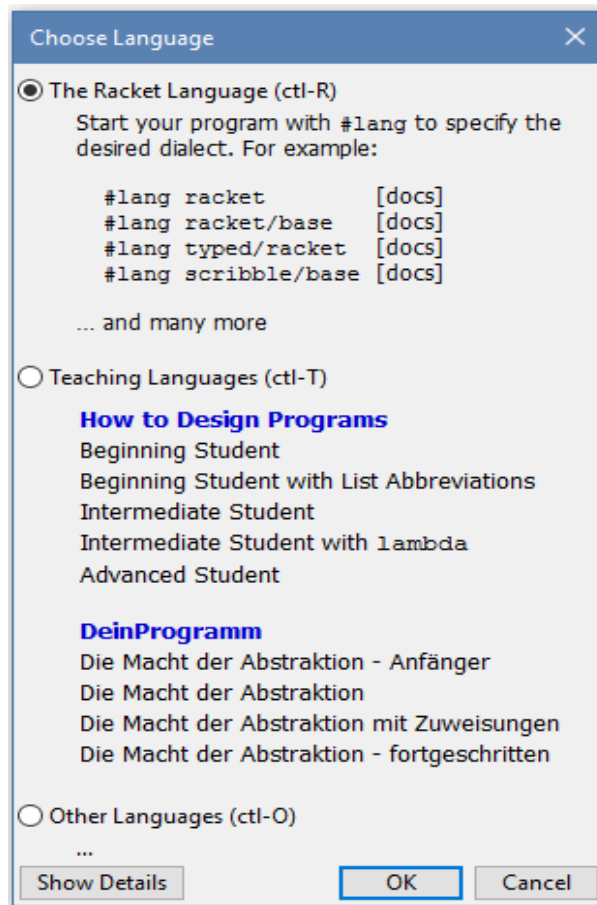 Choose Language
The Racket Language (ctl-R)
Start your program with #lang to specify the
desired dialect. For example:
#lang racket [docs]
#lang racket/base [docs]
#lang typed/racket [docs]
#lang scribble/base [docs]
... and many more
Teaching Languages (ctl-T)
How to Design Programs
Beginning Student
Beginning Student with List Abbreviations
Intermediate Student
Intermediate Student with lambda
Advanced Student
DeinProgramm
Die Macht der Abstraktion - Anfänger
Die Macht der Abstraktion
Die Macht der Abstraktion mit Zuweisungen
Die Macht der Abstraktion - fortgeschritten
Other Languages (ctl-O)
...
Show Details OK Cancel